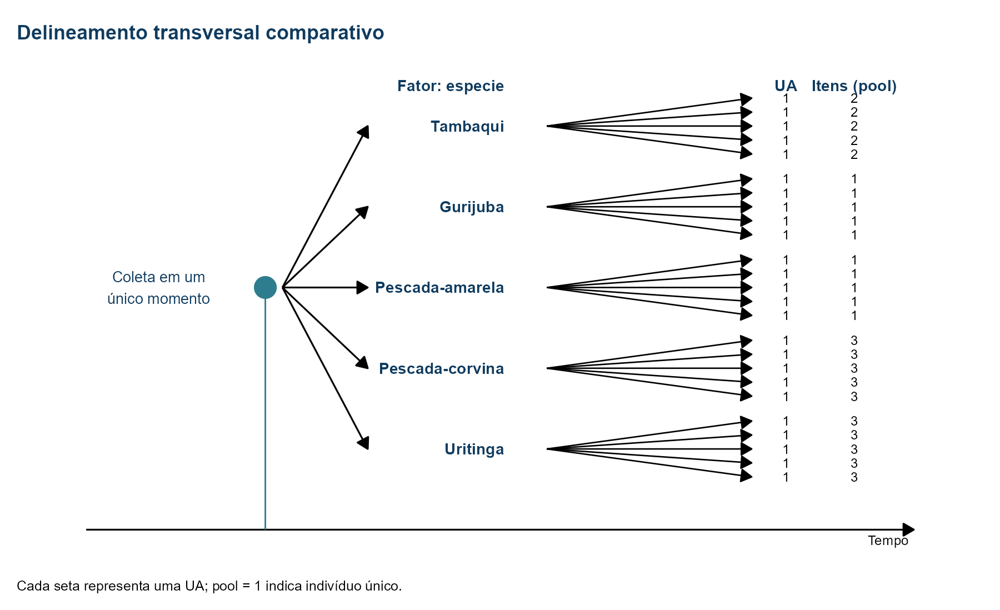 Delineamento transversal comparativo
Fator: especie UA Itens (pool)
1 2
1 2
Tambaqui 1 2
1 2
1 2
1 1
1 1
Gurijuba 1 1
1 1
1 1
1 1
Coleta em um 1 1
Pescada-amarela 1 1
único momento 1 1
1 1
1 3
1 3
Pescada-corvina 1 3
1 3
1 3
1 3
1 3
Uritinga 1 3
1 3
1 3
Tempo
Cada seta representa uma UA; pool = 1 indica indivíduo único.